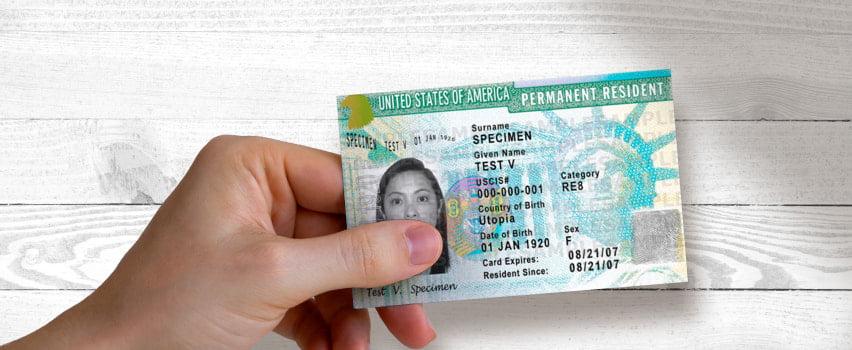 UNITED STATES OF AMERICA PERMANENT RESIDENT
SPECIMEN TEST V 01 JAN 1920
Surname
SPECIMEN
Given Name
TEST V
USCIS# Category
000-000-001 RE8
Country of Birth
Utopia
Date of Birth Sex
01 JAN 1920 F
Card Expires: 08/21/07
Resident Since: 08/21/07
Test V. Specimen